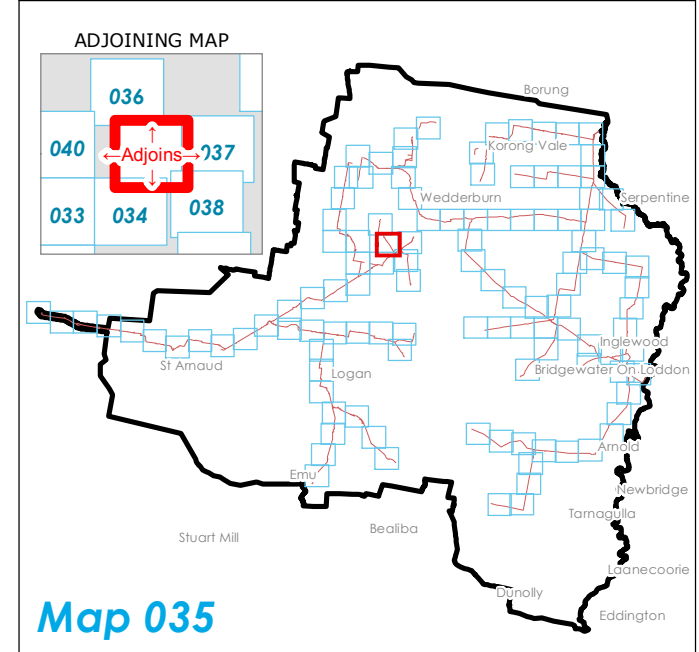 ADJOINING MAP
036
040
Adjoins
037
033
034
038
Borung
Korong Vale
Wedderburn
Serpentine
Inglewood
St Arnaud
Logan
Bridgewater On Loddon
Arnold
Emu
Newbridge
Tarnagulla
Bealiba
Stuart Mill
Laanecoorie
Dunolly
Eddington
Map 035